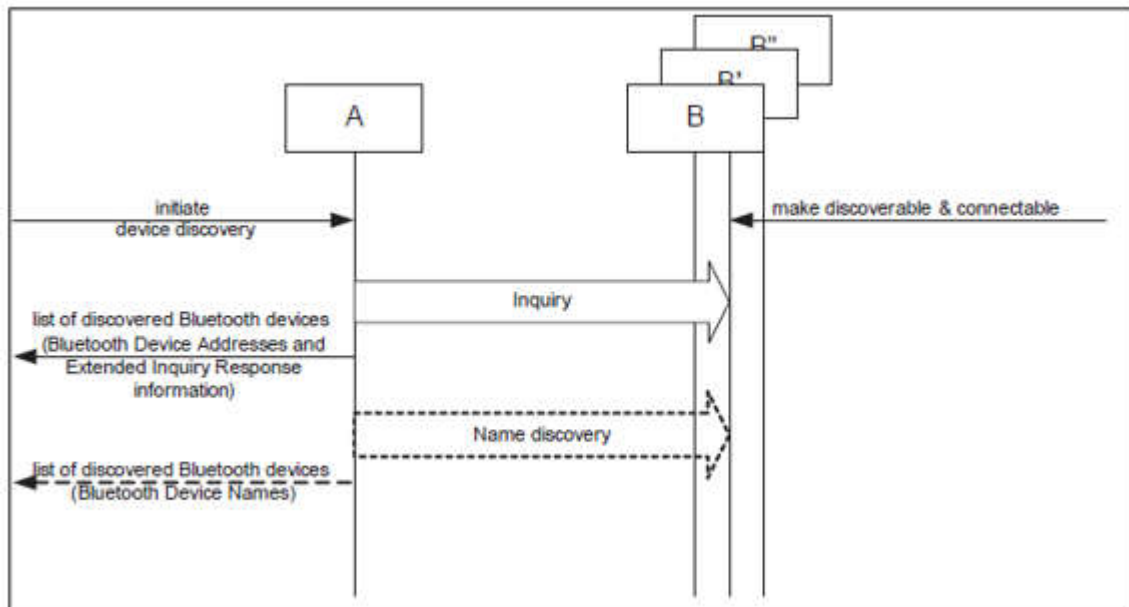 B"
B'
A
B
initiate
device discovery
make discoverable & connectable
Inquiry
list of discovered Bluetooth devices
(Bluetooth Device Addresses and
Extended Inquiry Response
information)
Name discovery
list of discovered Bluetooth devices
(Bluetooth Device Names)